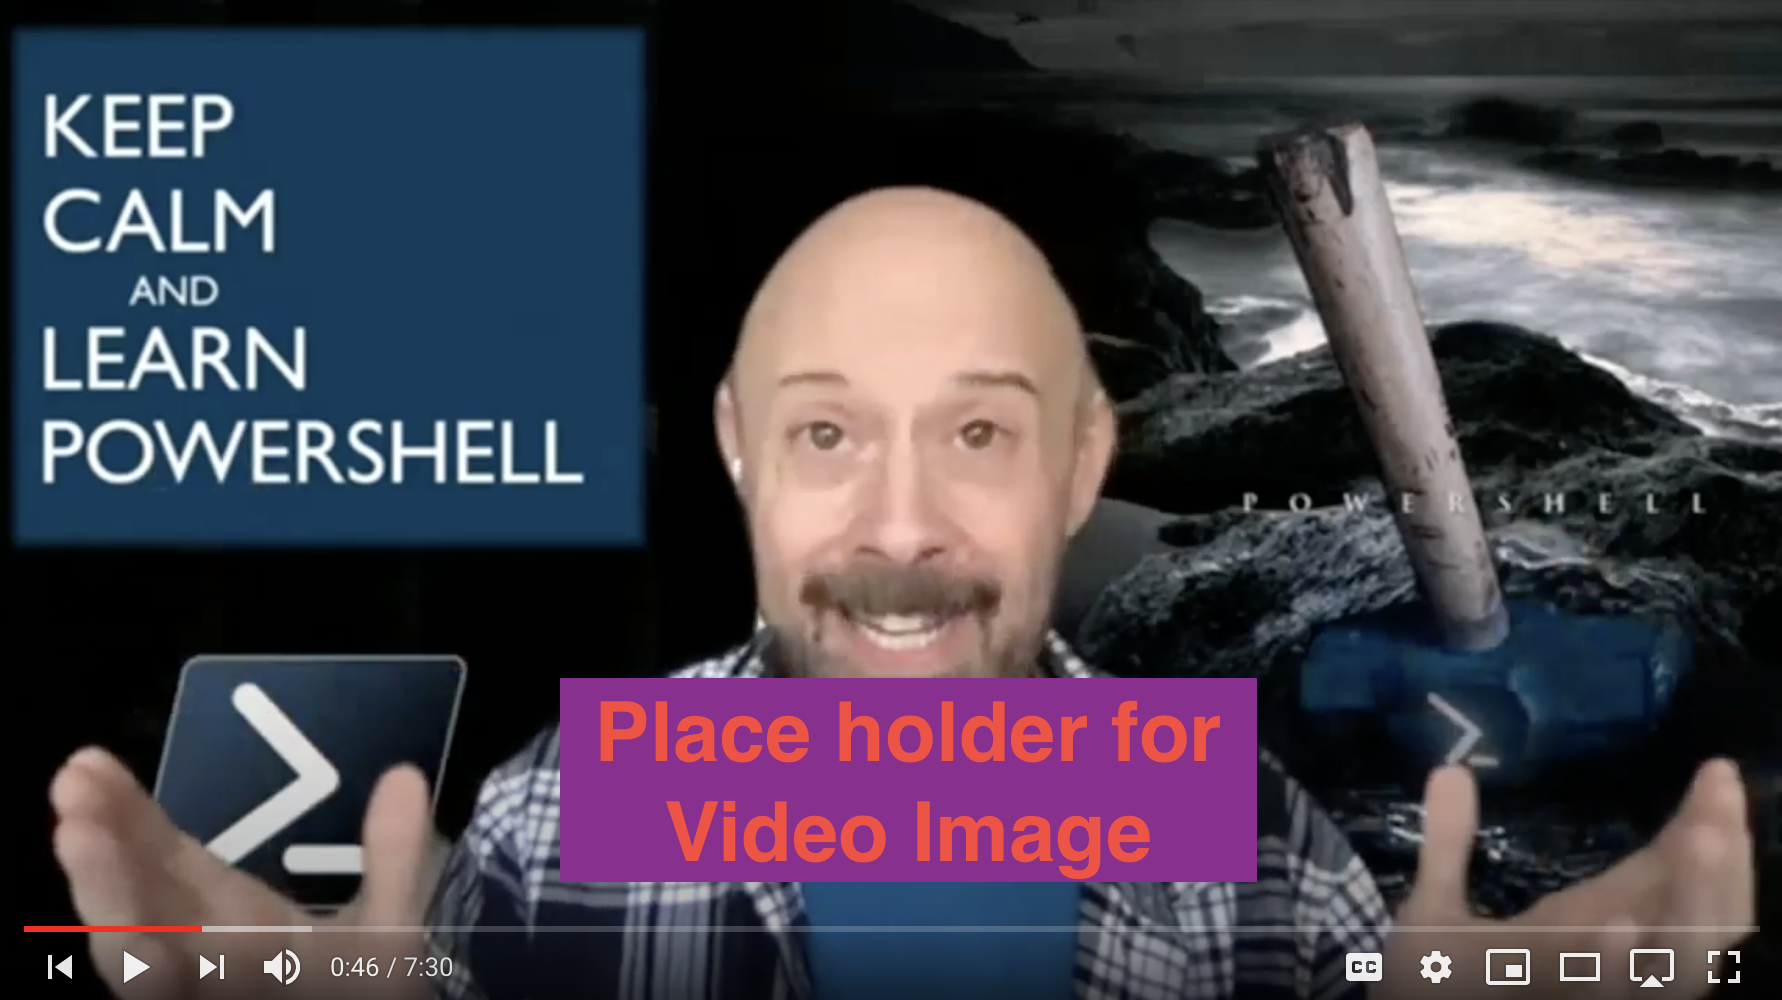 KEEP
CALM
AND
LEARN
POWERSHELL
POWERSHELL
Place holder for
Video Image
0:46 / 7:30
CC